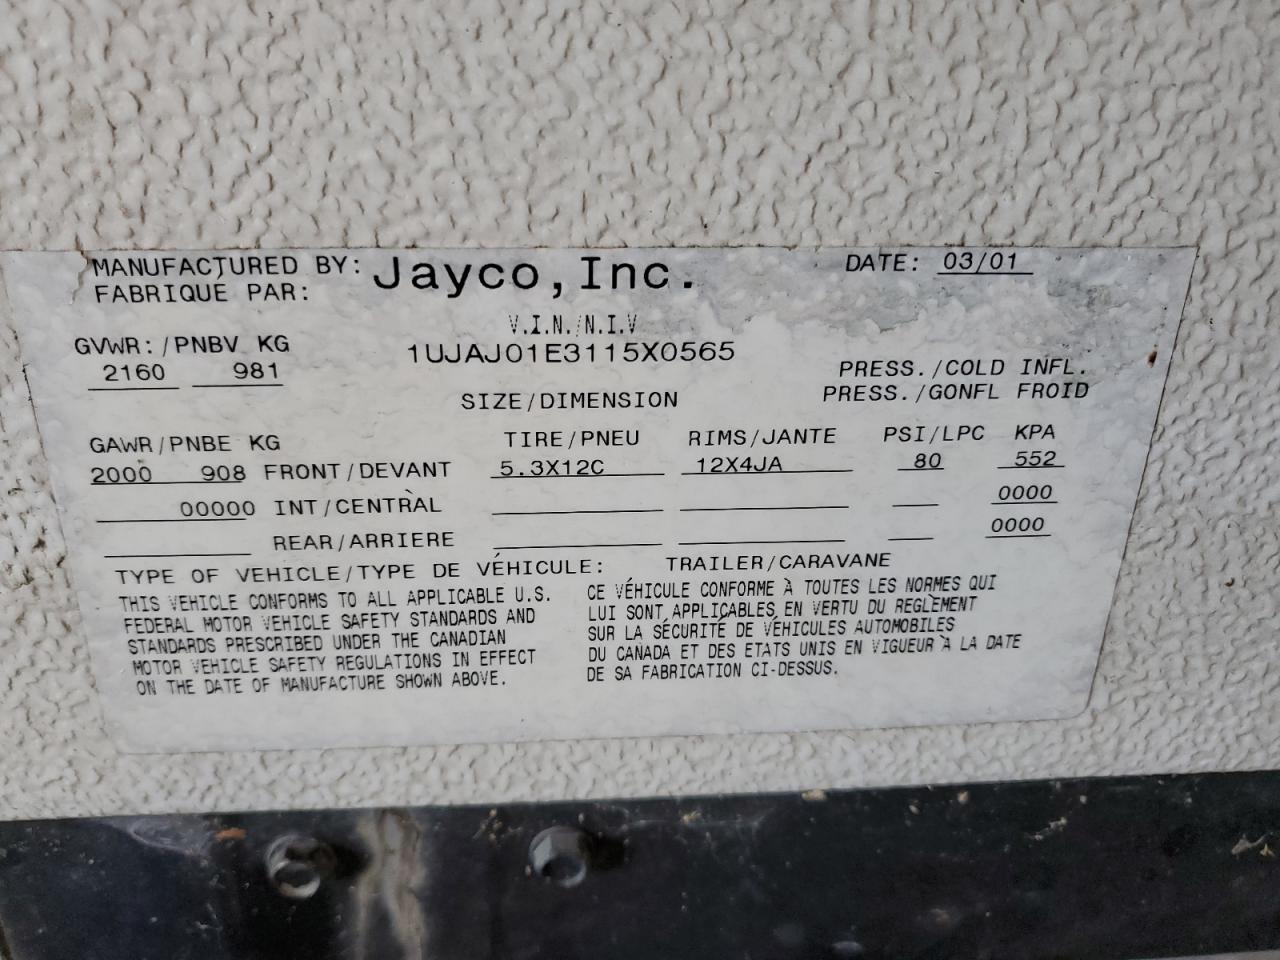 MANUFACTURED BY: Jayco, Inc. DATE: 03/01
FABRIQUE PAR:
V.I.N./N.I.V
GVWR:/PNBV KG 1UJAJ01E3115X0565
2160 981 PRESS./COLD INFL.
SIZE/DIMENSION PRESS./GONFL FROID
GAWR/PNBE KG TIRE/PNEU RIMS/JANTE PSI/LPC KPA
2000 908 FRONT/DEVANT 5.3X12C 12X4JA 80 552
00000 INT/CENTRÀL 0000
REAR/ARRIERE 0000
TYPE OF VEHICLE/TYPE DE VÉHICULE: TRAILER/CARAVANE
THIS VEHICLE CONFORMS TO ALL APPLICABLE U.S.
FEDERAL MOTOR VEHICLE SAFETY STANDARDS AND
STANDARDS PRESCRIBED UNDER THE CANADIAN
MOTOR VEHICLE SAFETY REGULATIONS IN EFFECT
ON THE DATE OF MANUFACTURE SHOWN ABOVE.
CE VÉHICULE CONFORME À TOUTES LES NORMES QUI
LUI SONT APPLICABLES EN VERTU DU REGLEMENT
SUR LA SÉCURITÉ DE VÉHICULES AUTOMOBILES
DU CANADA ET DES ETATS UNIS EN VIGUEUR À LA DATE
DE SA FABRICATION CI-DESSUS.